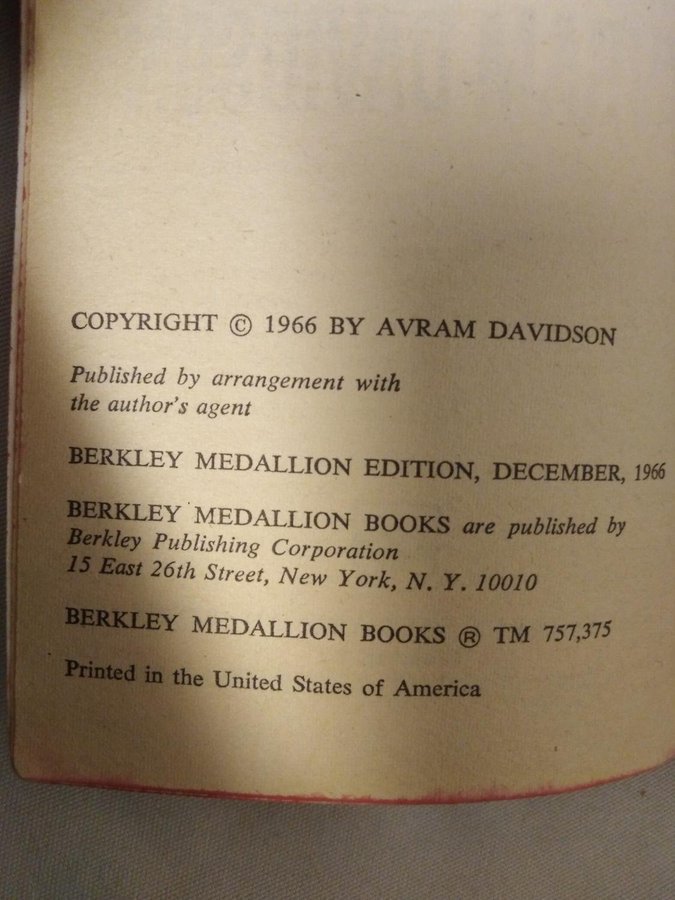 COPYRIGHT © 1966 BY AVRAM DAVIDSON
Published by arrangement with
the author's agent
BERKLEY MEDALLION EDITION, DECEMBER, 1966
BERKLEY MEDALLION BOOKS are published by
Berkley Publishing Corporation
15 East 26th Street, New York, N. Y. 10010
BERKLEY MEDALLION BOOKS ® TM 757,375
Printed in the United States of America